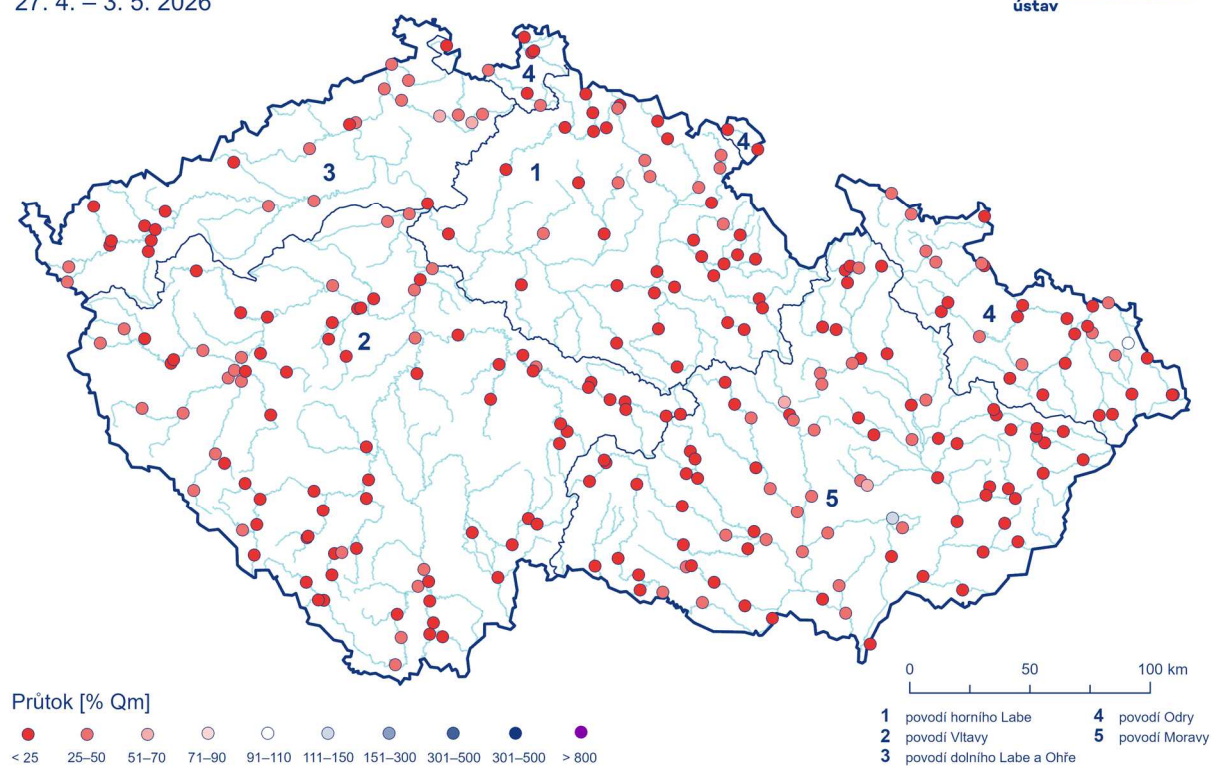 27. 4. – 3. 5. 2026
ústav
4
4
3
1
4
2
5
Průtok [% Qm]
< 25
25–50
51–70
71–90
91–110
111–150
151–300
301–500
301–500
> 800
0
50
100 km
1 povodí horního Labe
2 povodí Vltavy
3 povodí dolního Labe a Ohře
4 povodí Odry
5 povodí Moravy